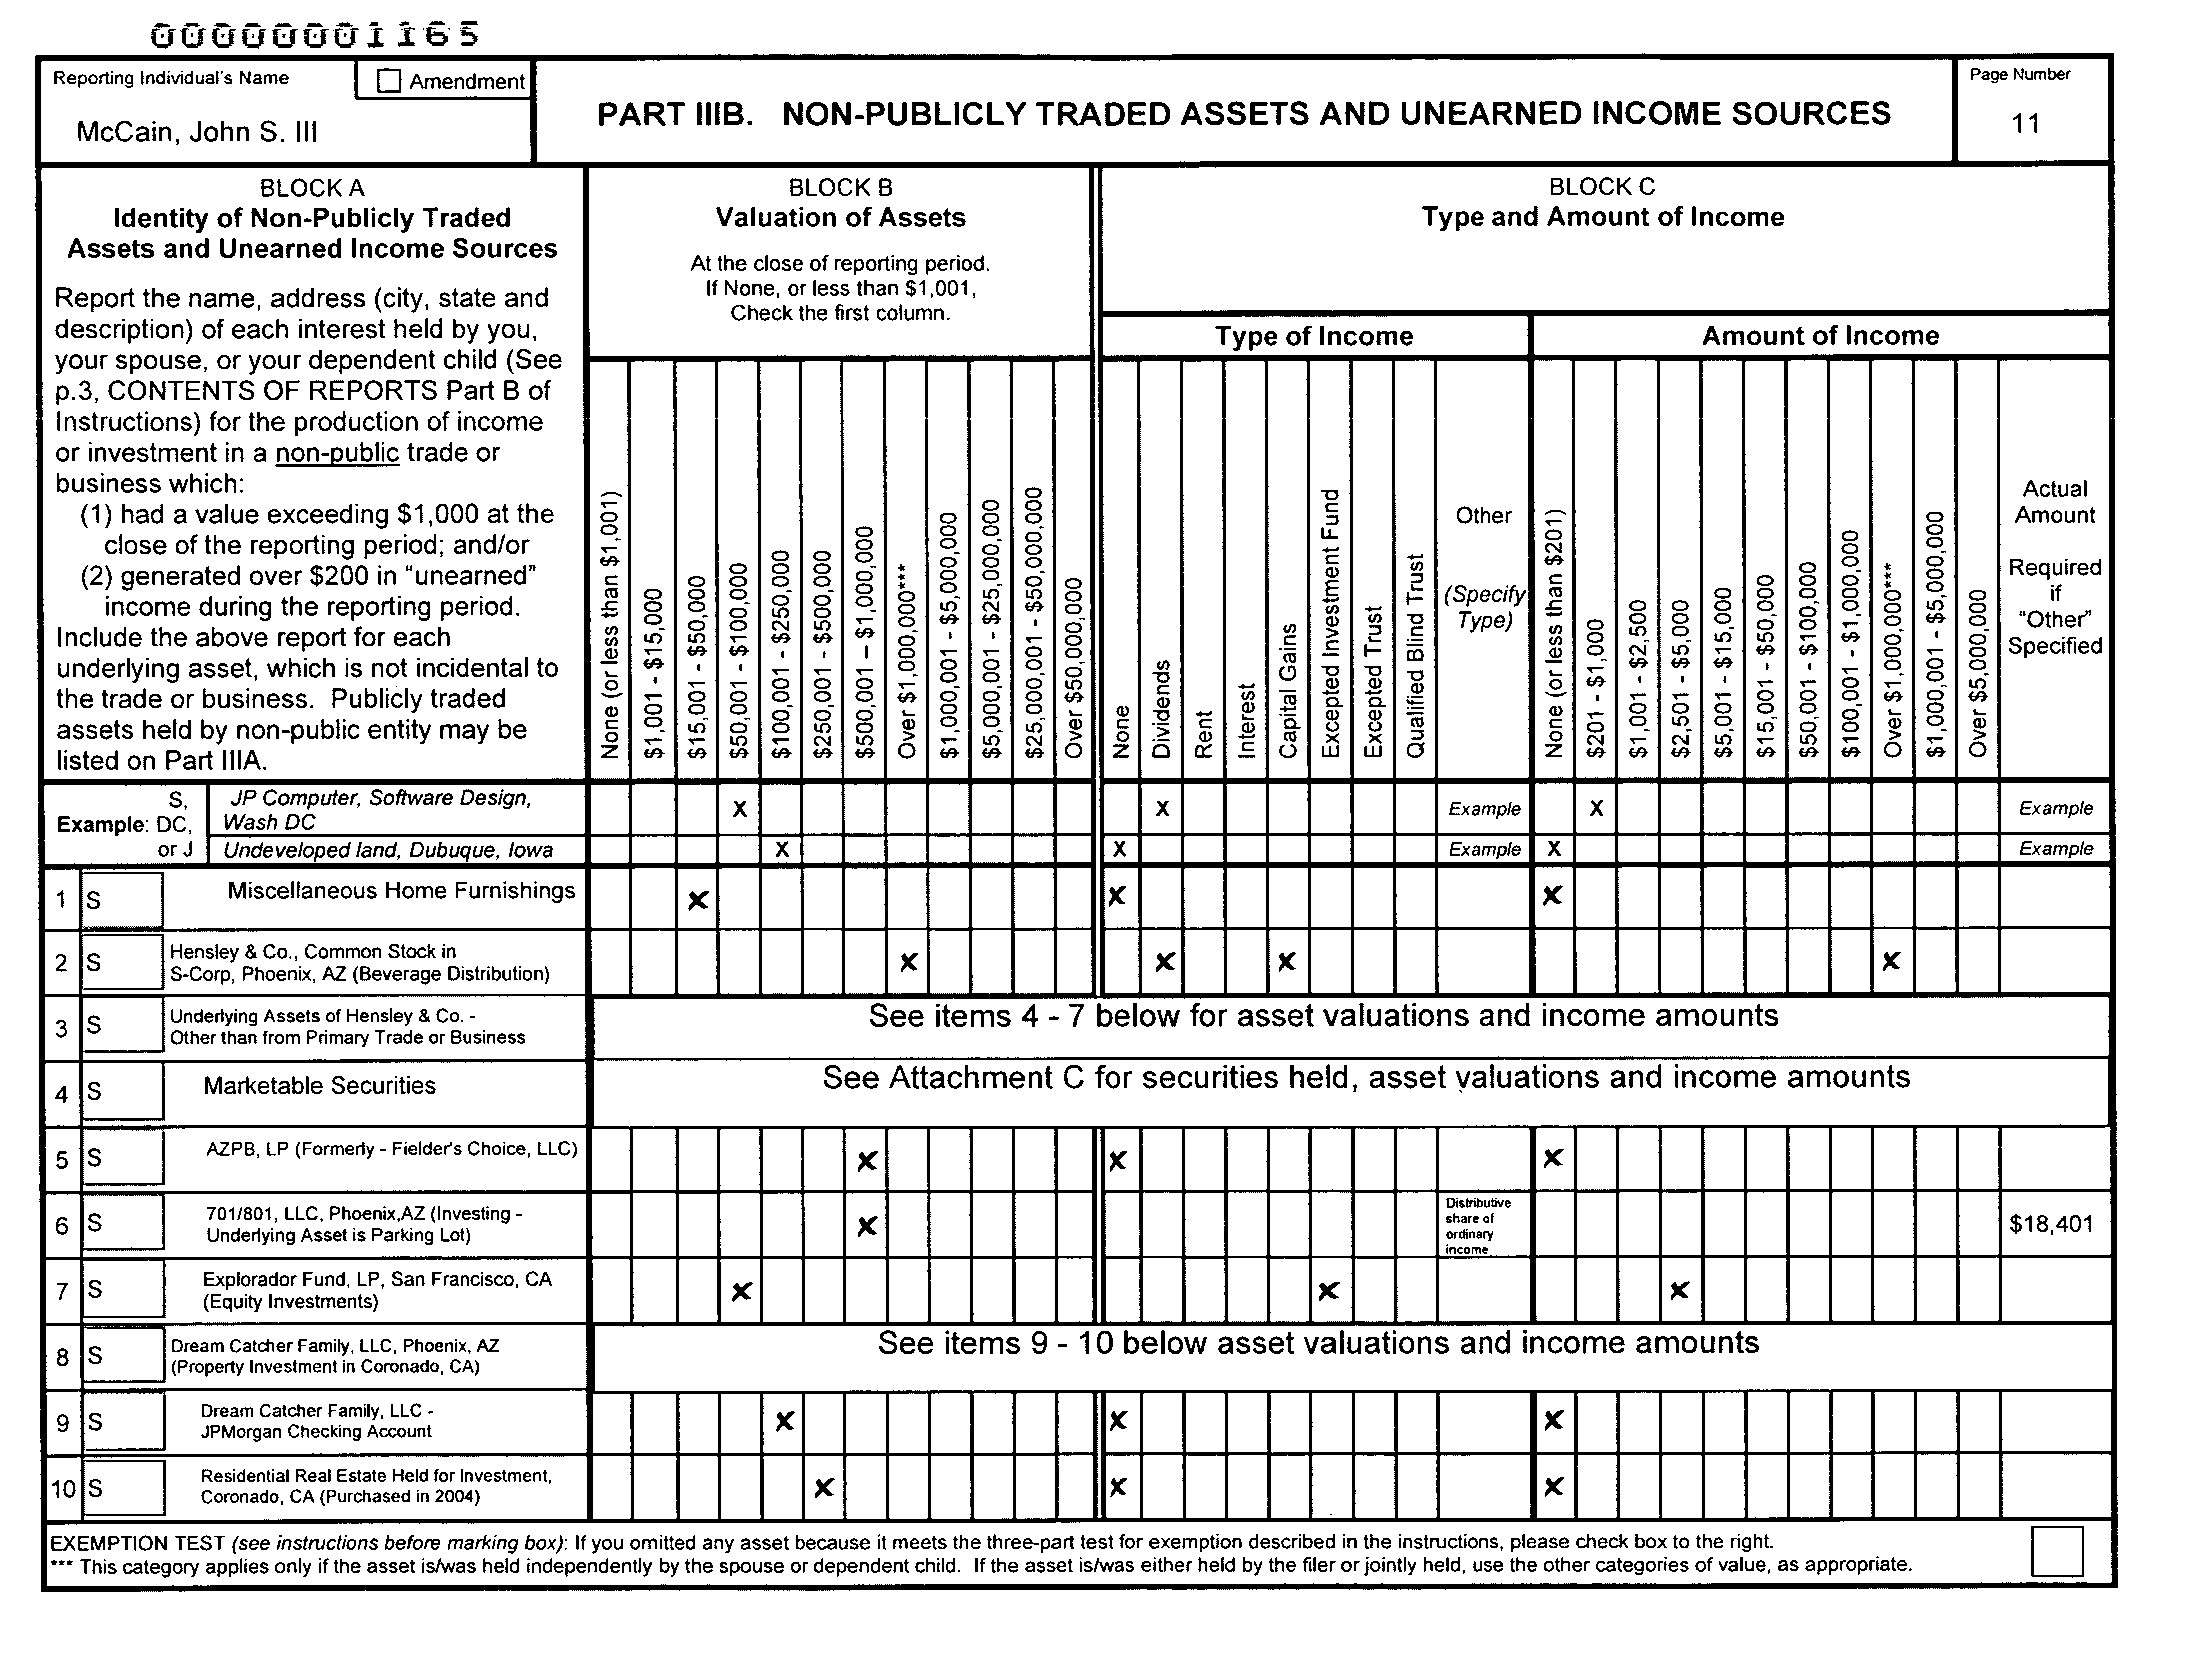 00000001165
Reporting Individual's Name
Amendment
McCain, John S. III
PART IIIB. NON-PUBLICLY TRADED ASSETS AND UNEARNED INCOME SOURCES
Page Number
11
BLOCK A
Identity of Non-Publicly Traded
Assets and Unearned Income Sources
Report the name, address (city, state and
description) of each interest held by you,
your spouse, or your dependent child (See
p.3, CONTENTS OF REPORTS Part B of
Instructions) for the production of income
or investment in a non-public trade or
business which:
(1) had a value exceeding $1,000 at the
close of the reporting period; and/or
(2) generated over $200 in "unearned"
income during the reporting period.
Include the above report for each
underlying asset, which is not incidental to
the trade or business. Publicly traded
assets held by non-public entity may be
listed on Part IIIA.
BLOCK B
Valuation of Assets
At the close of reporting period.
If None, or less than $1,001,
Check the first column.
None (or less than $1,001)
$1,001 - $15,000
$15,001 - $50,000
$50,001 - $100,000
$100,001 - $250,000
$250,001 - $500,000
$500,001 – $1,000,000
Over $1,000,000***
$1,000,001 - $5,000,000
$5,000,001 - $25,000,000
$25,000,001 - $50,000,000
Over $50,000,000
BLOCK C
Type and Amount of Income
Type of Income
None
Dividends
Rent
Interest
Capital Gains
Excepted Investment Fund
Excepted Trust
Qualified Blind Trust
Other
(Specify
Type)
Amount of Income
None (or less than $201)
$201 - $1,000
$1,001 - $2,500
$2,501 - $5,000
$5,001 - $15,000
$15,001 - $50,000
$50,001 - $100,000
$100,001 - $1,000,000
Over $1,000,000***
$1,000,001 - $5,000,000
Over $5,000,000
Actual
Amount
Required
if
"Other"
Specified
Example: S,
DC,
or J
JP Computer, Software Design,
Wash DC
X X Example X Example
Undeveloped land, Dubuque, Iowa X X Example X Example
1 S Miscellaneous Home Furnishings X X X
2 S Hensley & Co., Common Stock in
S-Corp, Phoenix, AZ (Beverage Distribution) X X X X
3 S Underlying Assets of Hensley & Co. -
Other than from Primary Trade or Business
See items 4 - 7 below for asset valuations and income amounts
4 S Marketable Securities See Attachment C for securities held, asset valuations and income amounts
5 S AZPB, LP (Formerly - Fielder's Choice, LLC) X X X
6 S 701/801, LLC, Phoenix,AZ (Investing -
Underlying Asset is Parking Lot) X
Distributive
share of
ordinary
income
$18,401
7 S Explorador Fund, LP, San Francisco, CA
(Equity Investments) X X X
8 S Dream Catcher Family, LLC, Phoenix, AZ
(Property Investment in Coronado, CA)
See items 9 - 10 below asset valuations and income amounts
9 S Dream Catcher Family, LLC -
JPMorgan Checking Account X X X
10 S Residential Real Estate Held for Investment,
Coronado, CA (Purchased in 2004) X X X
EXEMPTION TEST (see instructions before marking box): If you omitted any asset because it meets the three-part test for exemption described in the instructions, please check box to the right.
*** This category applies only if the asset is/was held independently by the spouse or dependent child. If the asset is/was either held by the filer or jointly held, use the other categories of value, as appropriate.